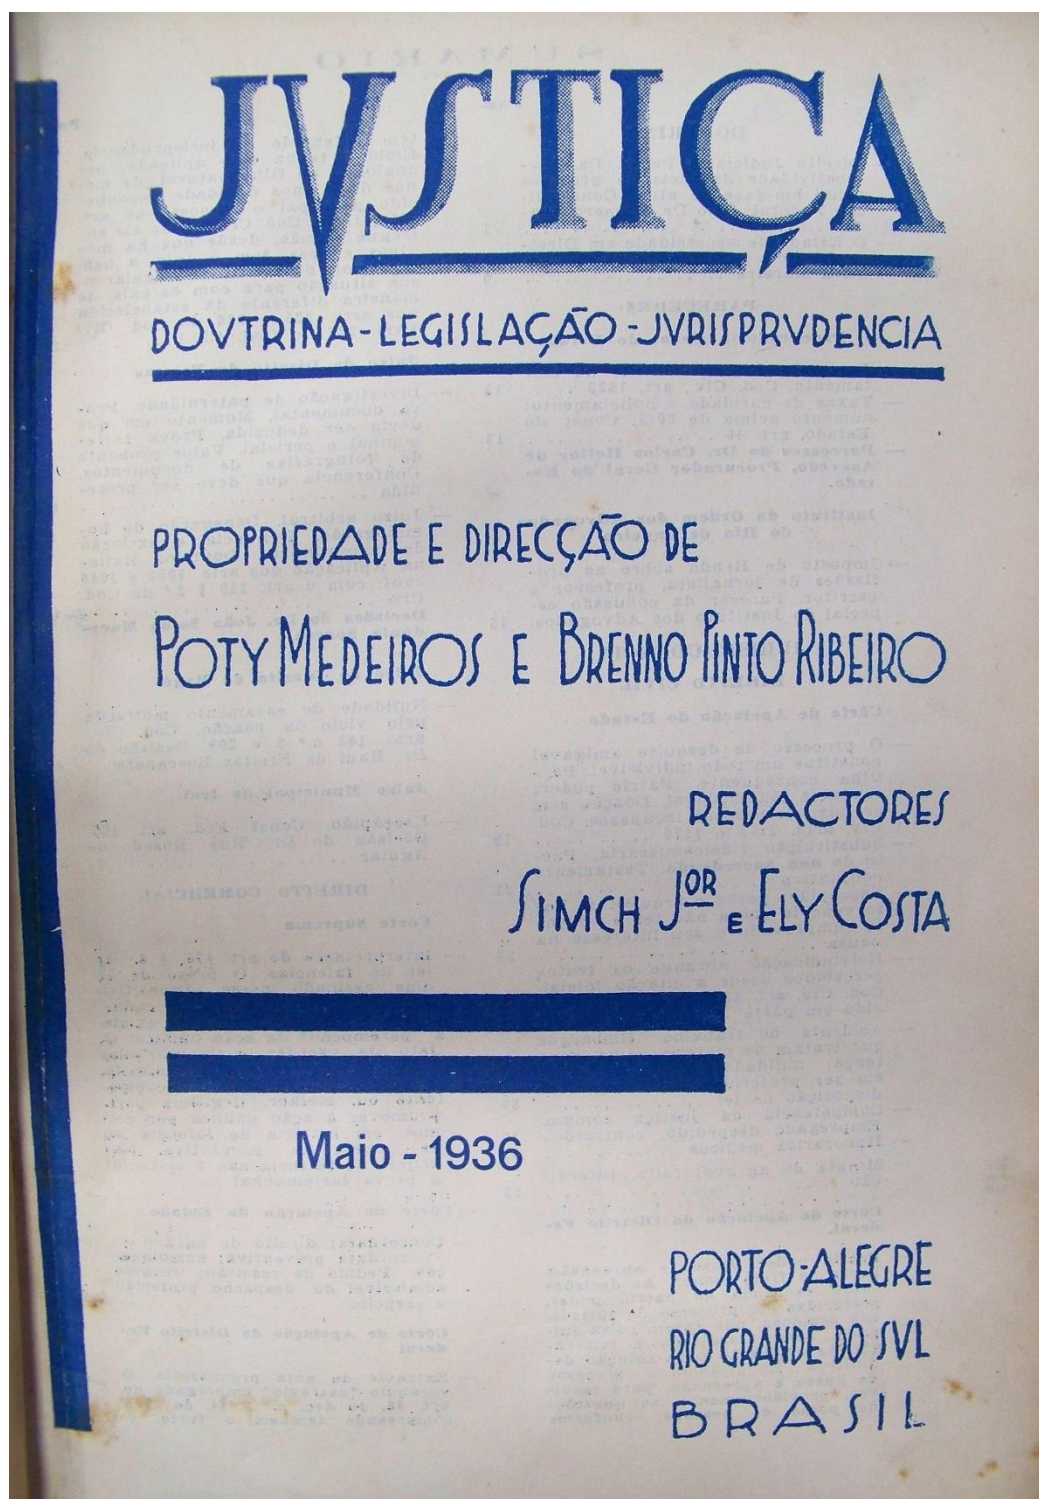 JVSTIÇA
DOVTRINA-LEGISLAÇÃO-JVRISPRVDENCIA
PROPRIEDADE E DIRECÇÃO DE
POTY MEDEIROS E BRENNO PINTO RIBEIRO
REDACTORES
SIMCH JOR E ELY COSTA
Maio - 1936
PORTO-ALEGRE
RIO GRANDE DO SVL
BRASIL